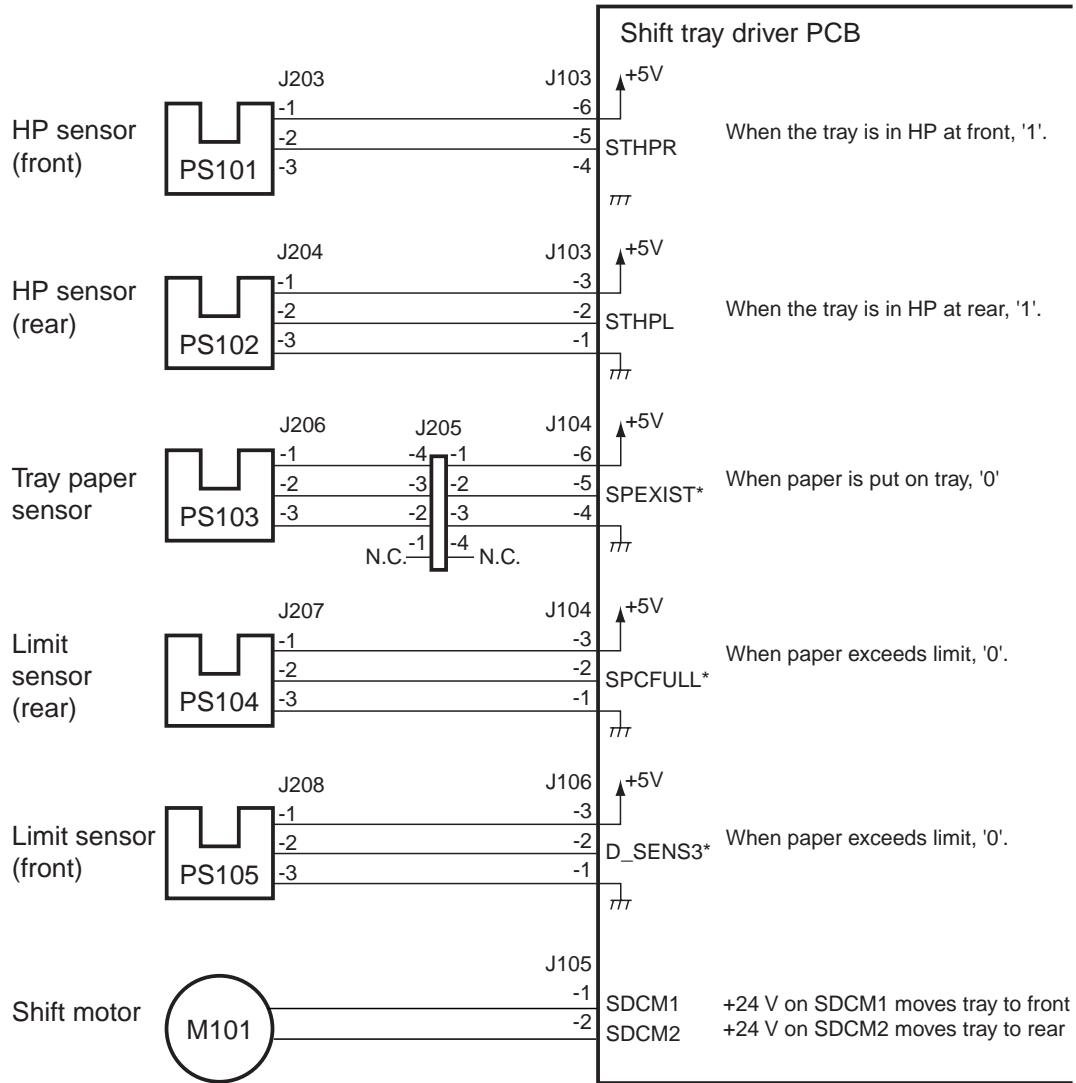 Shift tray driver PCB
J203
J103
+5V
HP sensor
(front)
PS101
-1
-2
-3
-6
-5
-4
STHPR
When the tray is in HP at front, '1'.
J204
J103
+5V
HP sensor
(rear)
PS102
-1
-2
-3
-3
-2
-1
STHPL
When the tray is in HP at rear, '1'.
J206
J205
J104
+5V
Tray paper
sensor
PS103
-1
-2
-3
-4
-3
-2
-1
N.C.
-1
-2
-3
-4
N.C.
-6
-5
-4
SPEXIST*
When paper is put on tray, '0'
J207
J104
+5V
Limit
sensor
(rear)
PS104
-1
-2
-3
-3
-2
-1
SPCFULL*
When paper exceeds limit, '0'.
J208
J106
+5V
Limit sensor
(front)
PS105
-1
-2
-3
-3
-2
-1
D_SENS3*
When paper exceeds limit, '0'.
J105
Shift motor
M101
-1
-2
SDCM1
+24 V on SDCM1 moves tray to front
SDCM2
+24 V on SDCM2 moves tray to rear